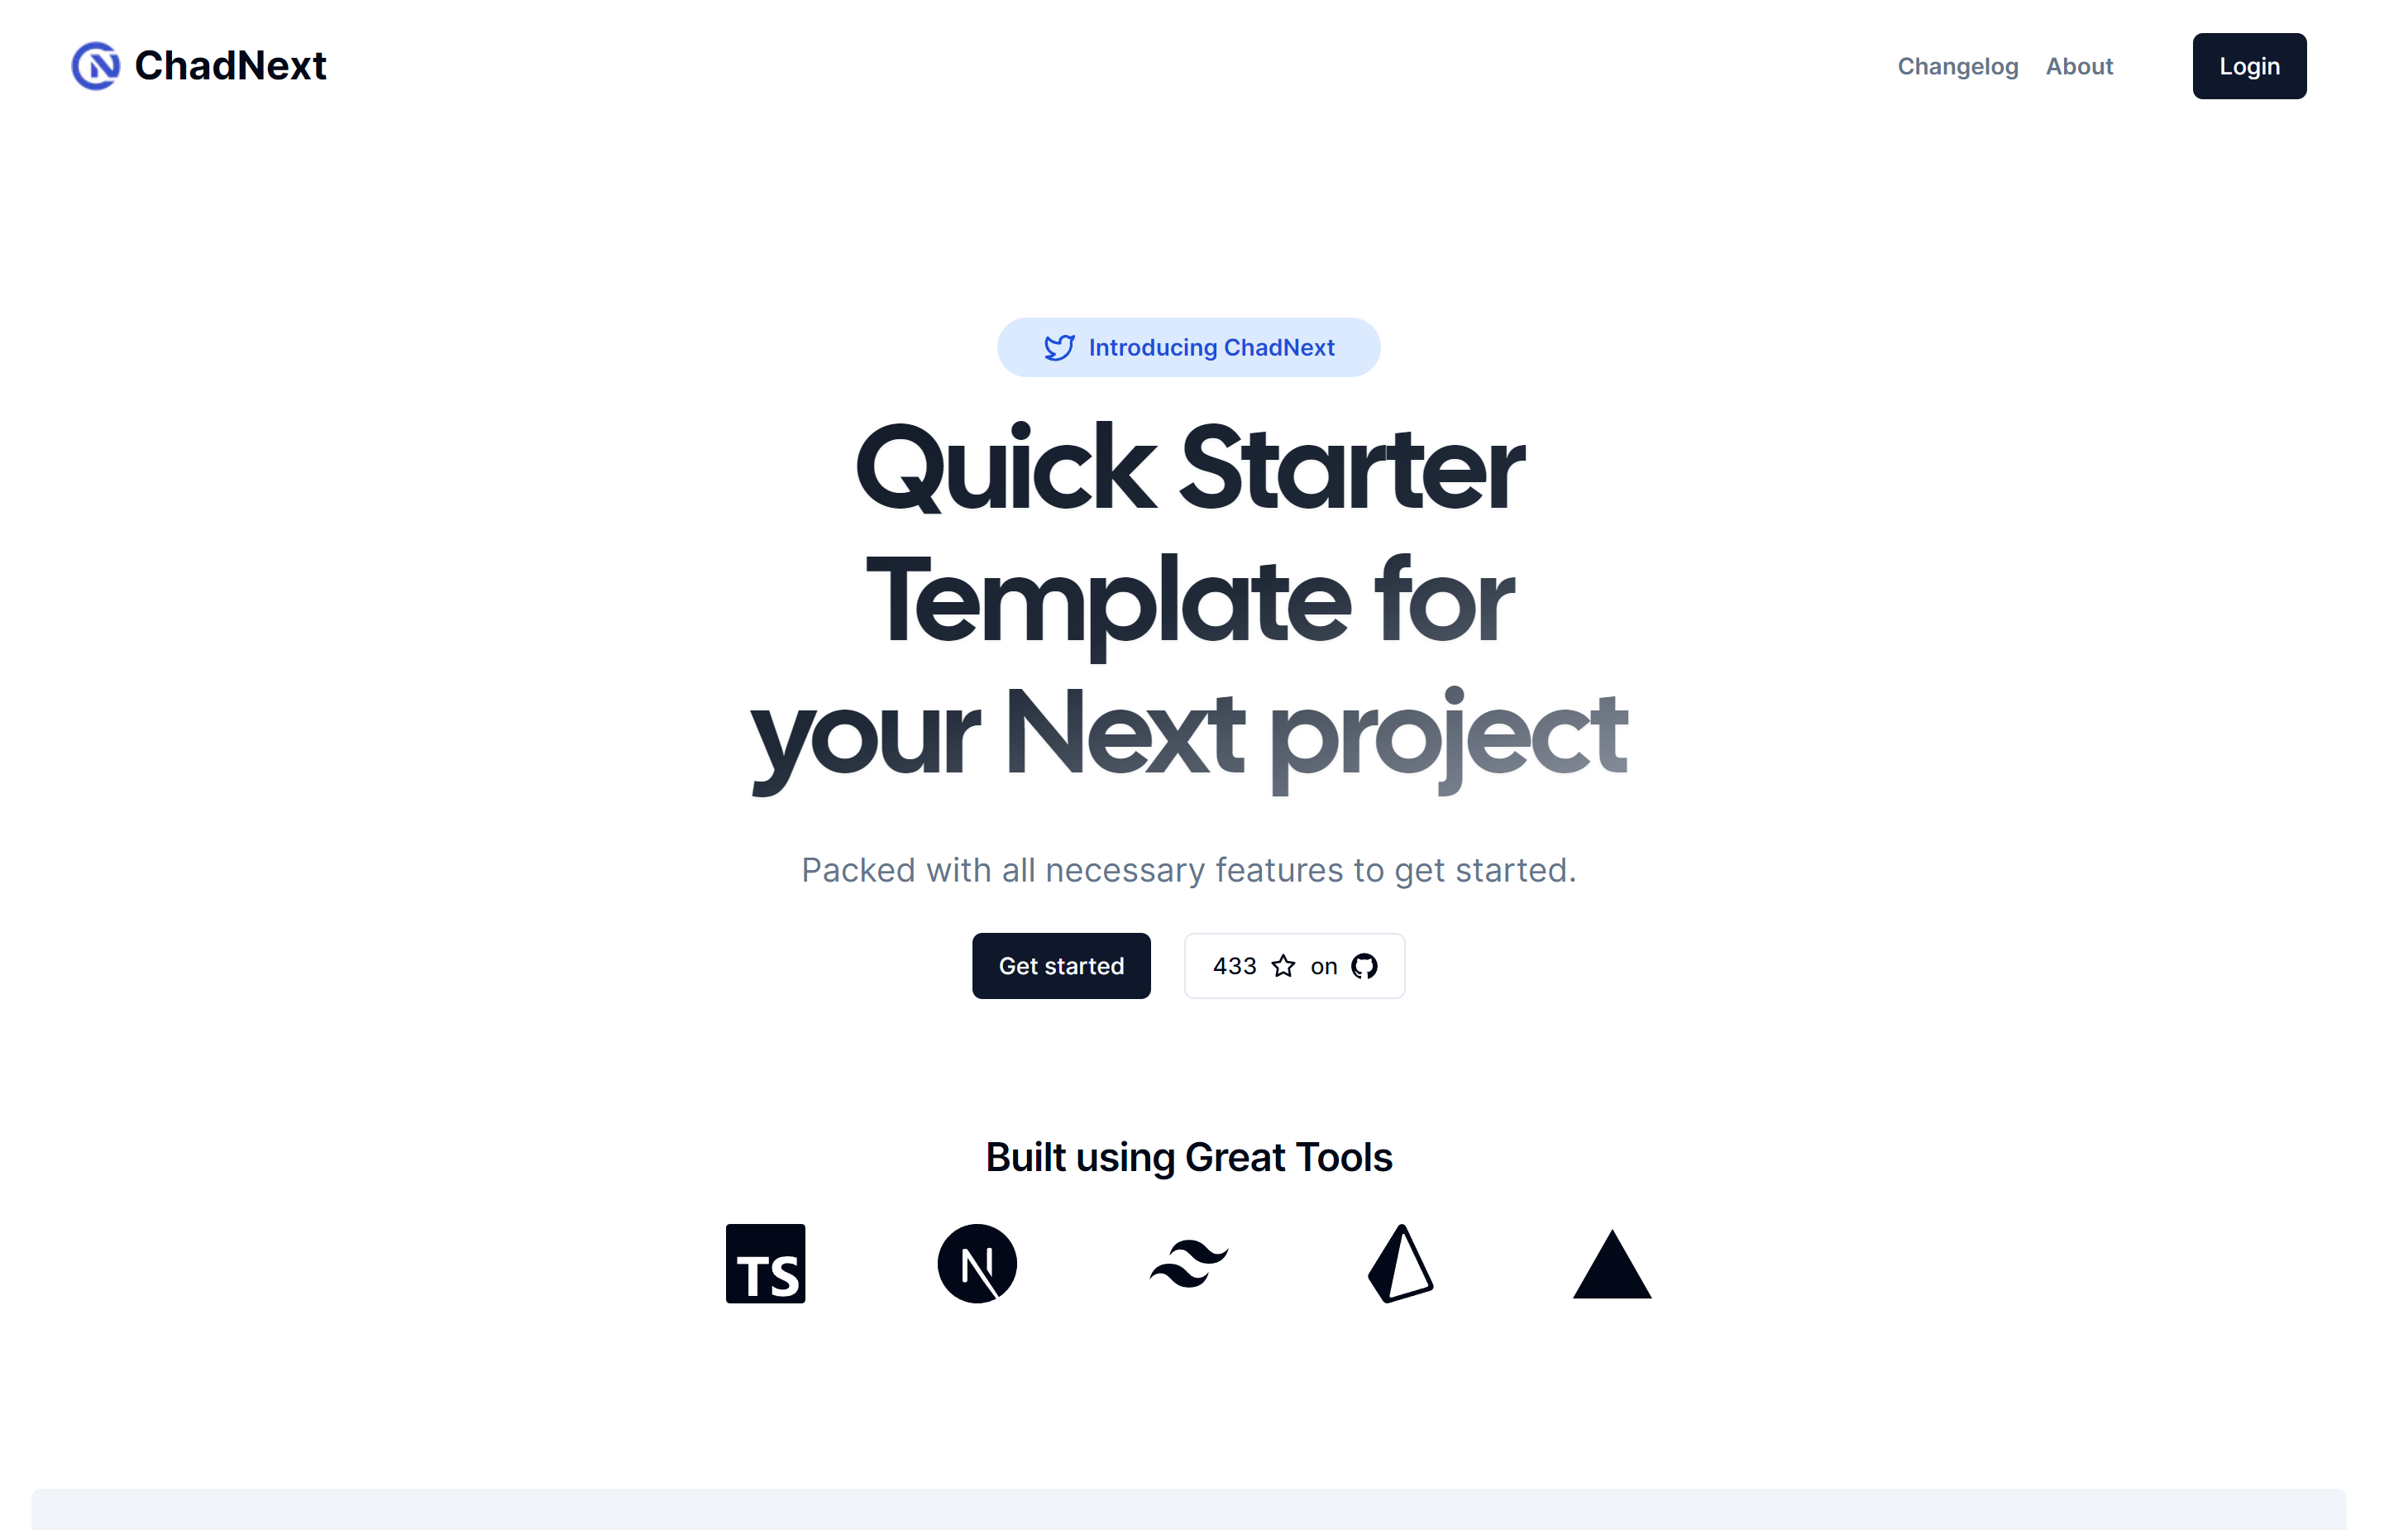 ChadNext
Changelog
About
Login
Introducing ChadNext
Quick Starter
Template for
your Next project
Packed with all necessary features to get started.
Get started
433 on
Built using Great Tools
TS
N